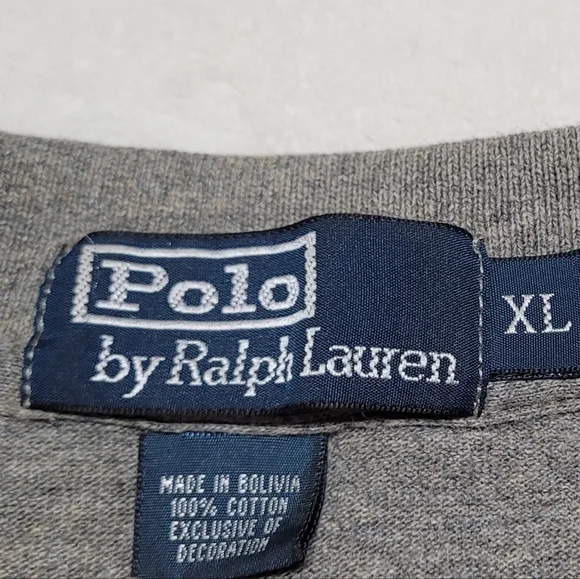 Polo
by Ralph Lauren
XL
MADE IN BOLIVIA
100% COTTON
EXCLUSIVE OF
DECORATION